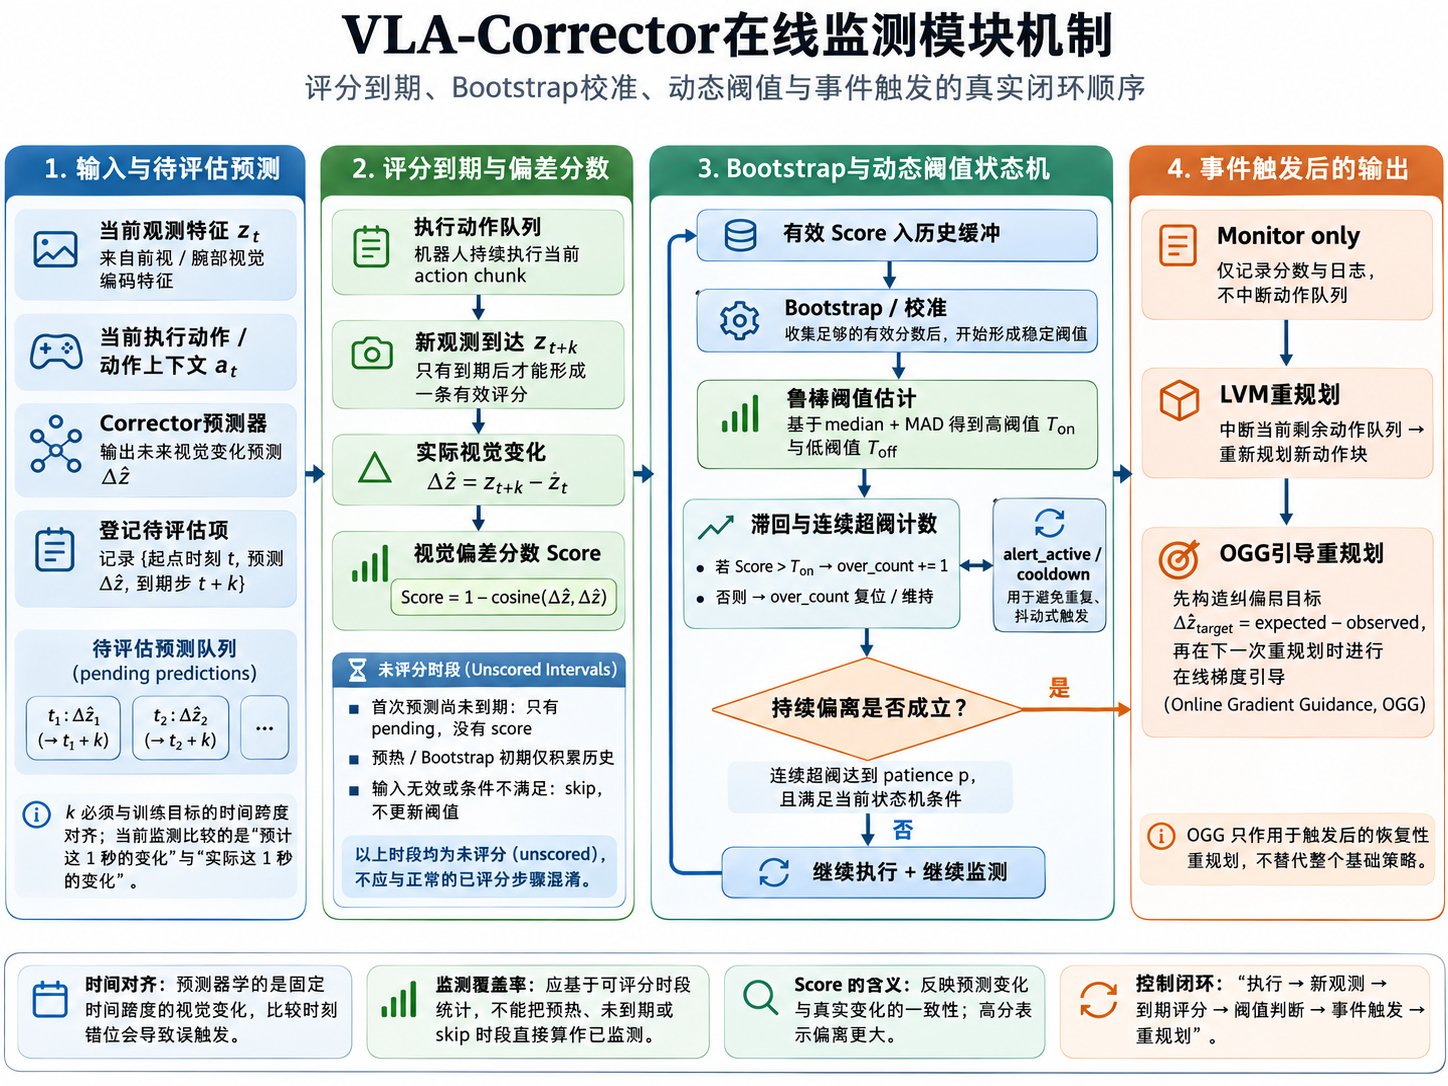 VLA-Corrector在线监测模块机制
评分到期、Bootstrap校准、动态阀值与事件触发的真实闭环顺序
1. 输入与待评估预测
当前观测特征 z_t
来自前视 / 腕部视觉
编码特征
当前执行动作 /
动作上下文 a_t
Corrector预测器
输出未来视觉变化预测
Δẑ
登记待评估项
记录 {起点时刻 t, 预测
Δẑ, 到期步 t + k}
待评估预测队列
(pending predictions)
t₁ : Δẑ₁
(→ t₁ + k)
t₂ : Δẑ₂
(→ t₂ + k)
...
k 必须与训练目标的时间跨度
对齐；当前监测比较的是“预计
这 1 秒的变化”与“实际这 1 秒
的变化” 。
2. 评分到期与偏差分数
执行动作队列
机器人持续执行当前
action chunk
新观测到达 z_{t+k}
只有到期后才能形成
一条有效评分
实际视觉变化
Δẑ = z_{t+k} − ż_t
视觉偏差分数 Score
Score = 1 − cosine(Δẑ, Δẑ)
未评分时段 (Unscored Intervals)
首次预测尚未到期：只有
pending，没有 score
预热 / Bootstrap 初期仅积累历史
输入无效或条件不满足：skip，
不更新阀值
以上时段均为未评分 (unscored)，
不应与正常的已评分步骤混淆。
3. Bootstrap与动态阀值状态机
有效 Score 入历史缓冲
Bootstrap / 校准
收集足够的有效分数后，开始形成稳定阀值
鲁棒阀值估计
基于median + MAD 得到高阀值 T_on
与低阀值 T_off
滞回与连续超阀计数
• 若 Score > T_on → over_count += 1
• 否则 → over_count 复位 / 维持
alert_active /
cooldown
用于避免重复、
抖动式触发
持续偏离是否成立？
是
连续超阀达到 patience p，
且满足当前状态机条件
否
继续执行 + 继续监测
4. 事件触发后的输出
Monitor only
仅记录分数与日志，
不中断动作队列
LVM重规划
中断当前剩余动作队列 →
重新规划新动作块
OGG引导重规划
先构造纠偏目标
Δẑ_target = expected − observed，
再在下一次重规划时进行
在线梯度引导
(Online Gradient Guidance, OGG)
OGG 只作用于触发后的恢复性
重规划，不替代整个基础策略。
时间对齐：预测器学的是固定
时间跨度的视觉变化，比较时刻
错位会导致误触发。
监测覆盖率：应基于可评分时段
统计，不能把预热、未到期或
skip 时段直接算作已监测。
Score 的含义：反映预测变化
与真实变化的一致性；高分表
示偏离更大。
控制闭环：“执行 → 新观测 →
到期评分 → 阀值判断 → 事件触发 →
重规划” 。